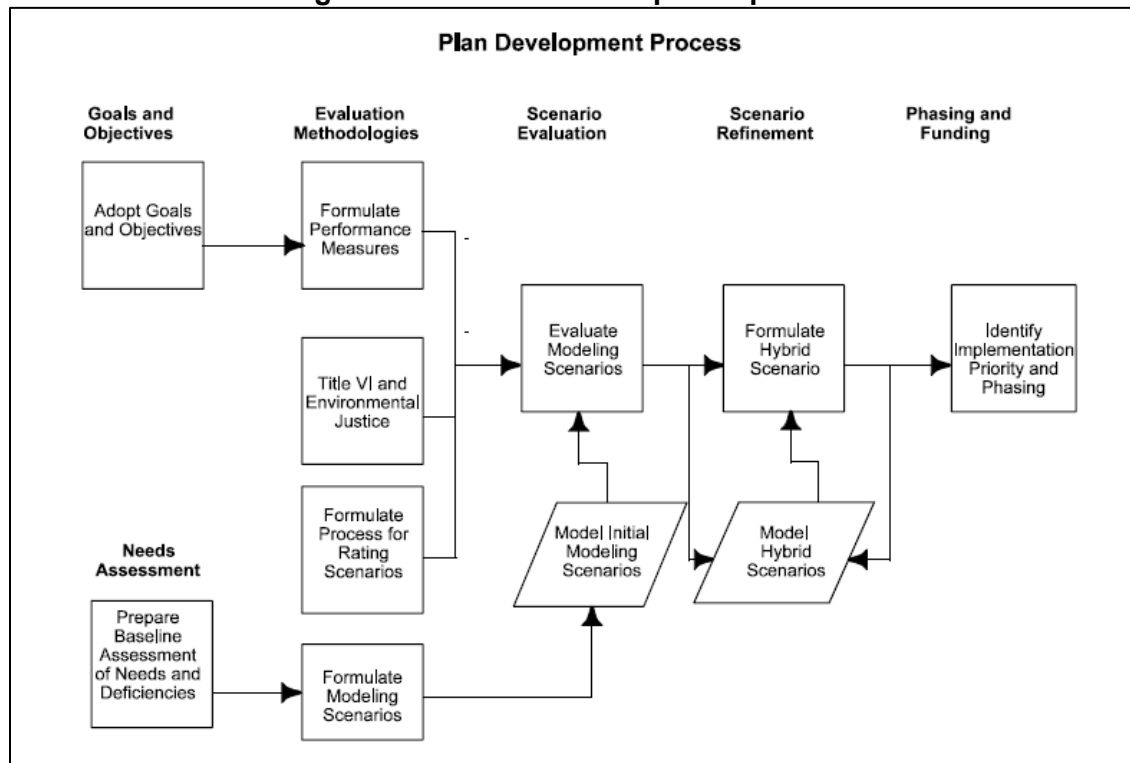 Plan Development Process
Goals and
Objectives
Evaluation
Methodologies
Scenario
Evaluation
Scenario
Refinement
Phasing and
Funding
Adopt Goals
and Objectives
Formulate
Performance
Measures
Title VI and
Environmental
Justice
Formulate
Process for
Rating
Scenarios
Evaluate
Modeling
Scenarios
Formulate
Hybrid
Scenario
Identify
Implementation
Priority and
Phasing
Model Initial
Modeling
Scenarios
Model
Hybrid
Scenarios
Needs
Assessment
Prepare
Baseline
Assessment
of Needs and
Deficiencies
Formulate
Modeling
Scenarios